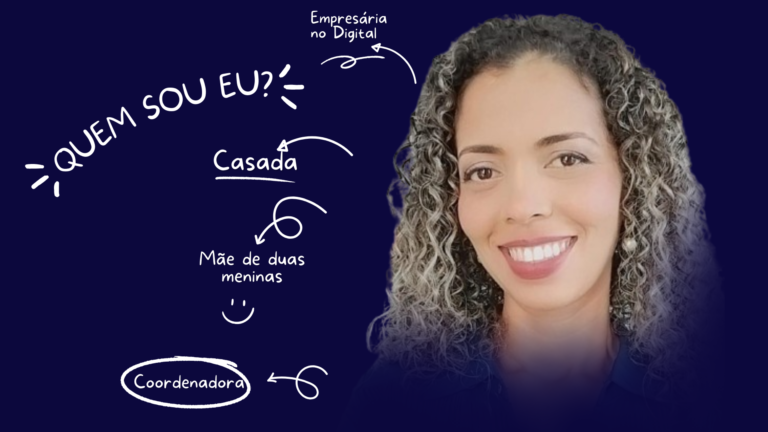 Empresária
no Digital
QUEM SOU EU?
Casada
Mãe de duas
meninas
Coordenadora